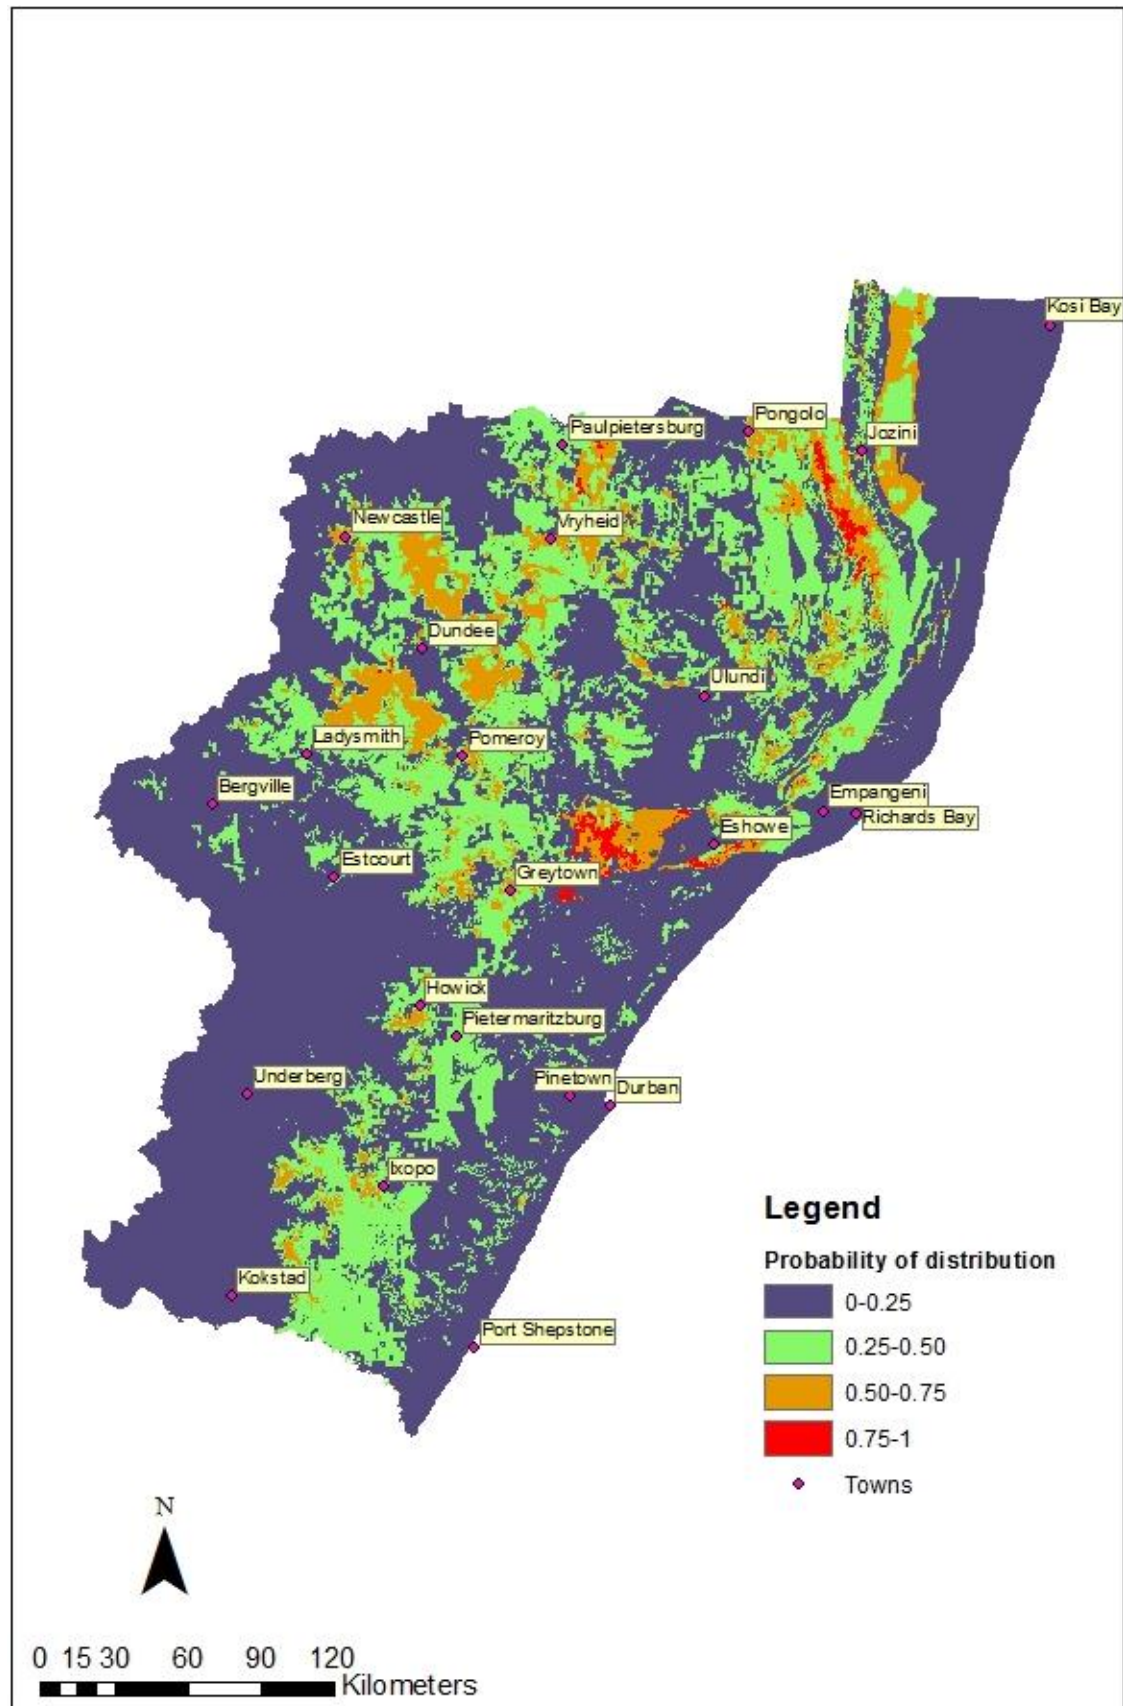 Kosi Bay
Pongolo
Paulpietersburg
Jozini
Newcastle
Vryheid
Dundee
Ulundi
Ladysmith
Pomeroy
Bergville
Empangeni
Richards Bay
Eshowe
Estcourt
Greytown
Howick
Pietermaritzburg
Underberg
Pinetown
Durban
Ixopo
Kokstad
Port Shepstone
Legend
Probability of distribution
0-0.25
0.25-0.50
0.50-0.75
0.75-1
Towns
N
0 15 30 60 90 120
Kilometers